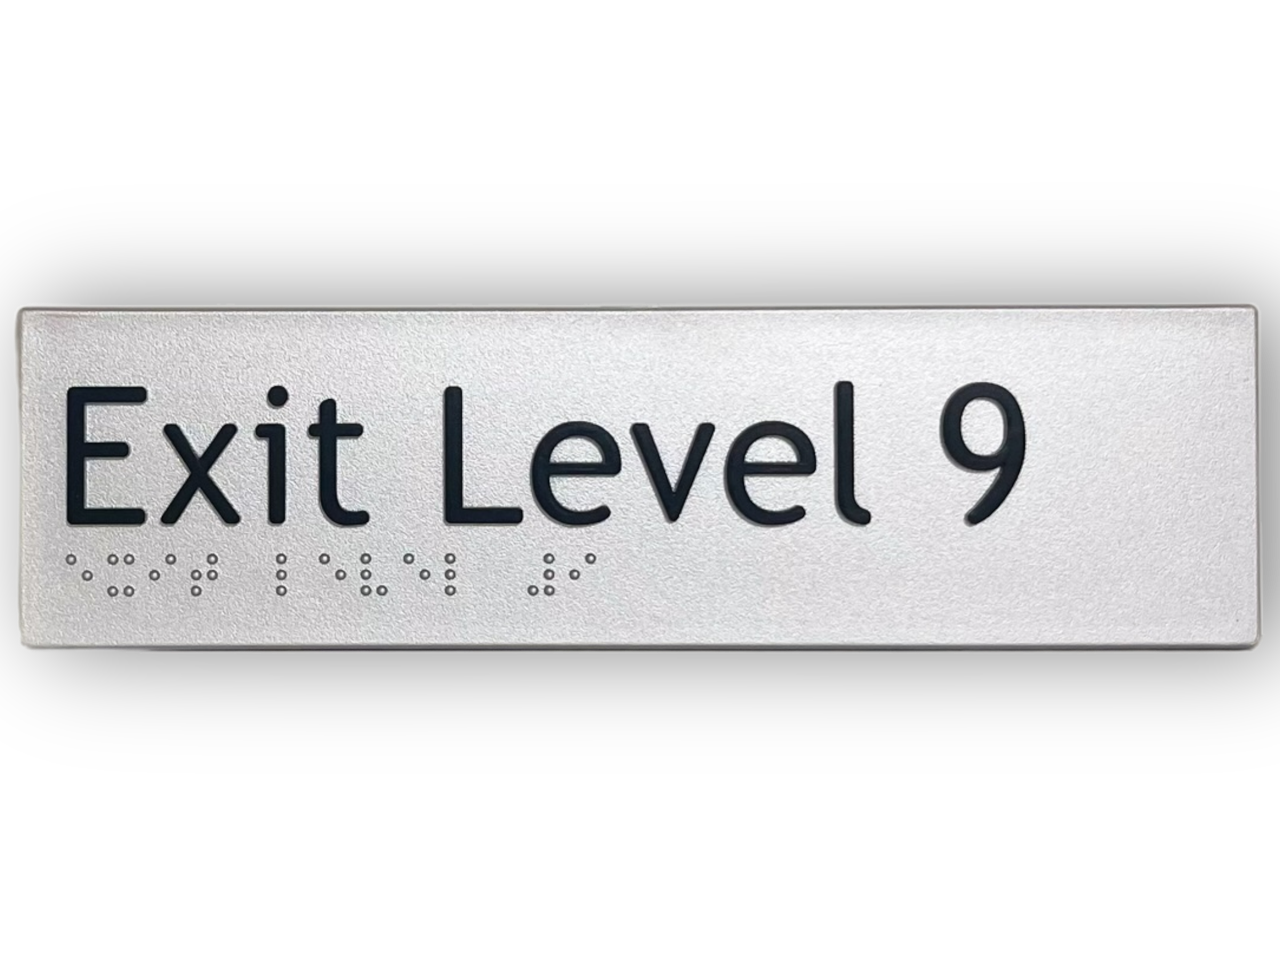 Exit Level 9
⠑⠭⠊⠞ ⠇⠑⠧⠑⠇ ⠼⠊